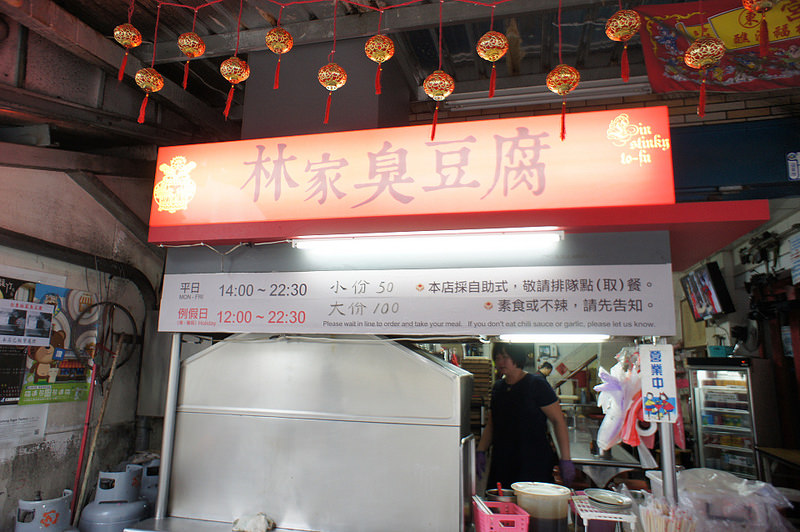 林家臭豆腐
Lin
stinky
to-fu
平日 14:00～22:30 小份 50
MON - FRI
例假日 12:00～22:30 大份 100
本店採自助式，敬請排隊點(取)餐。
素食或不辣，請先告知。
Please wait in line to order and take your meal. If you don't eat chili sauce or garlic, please let us know.
營業中